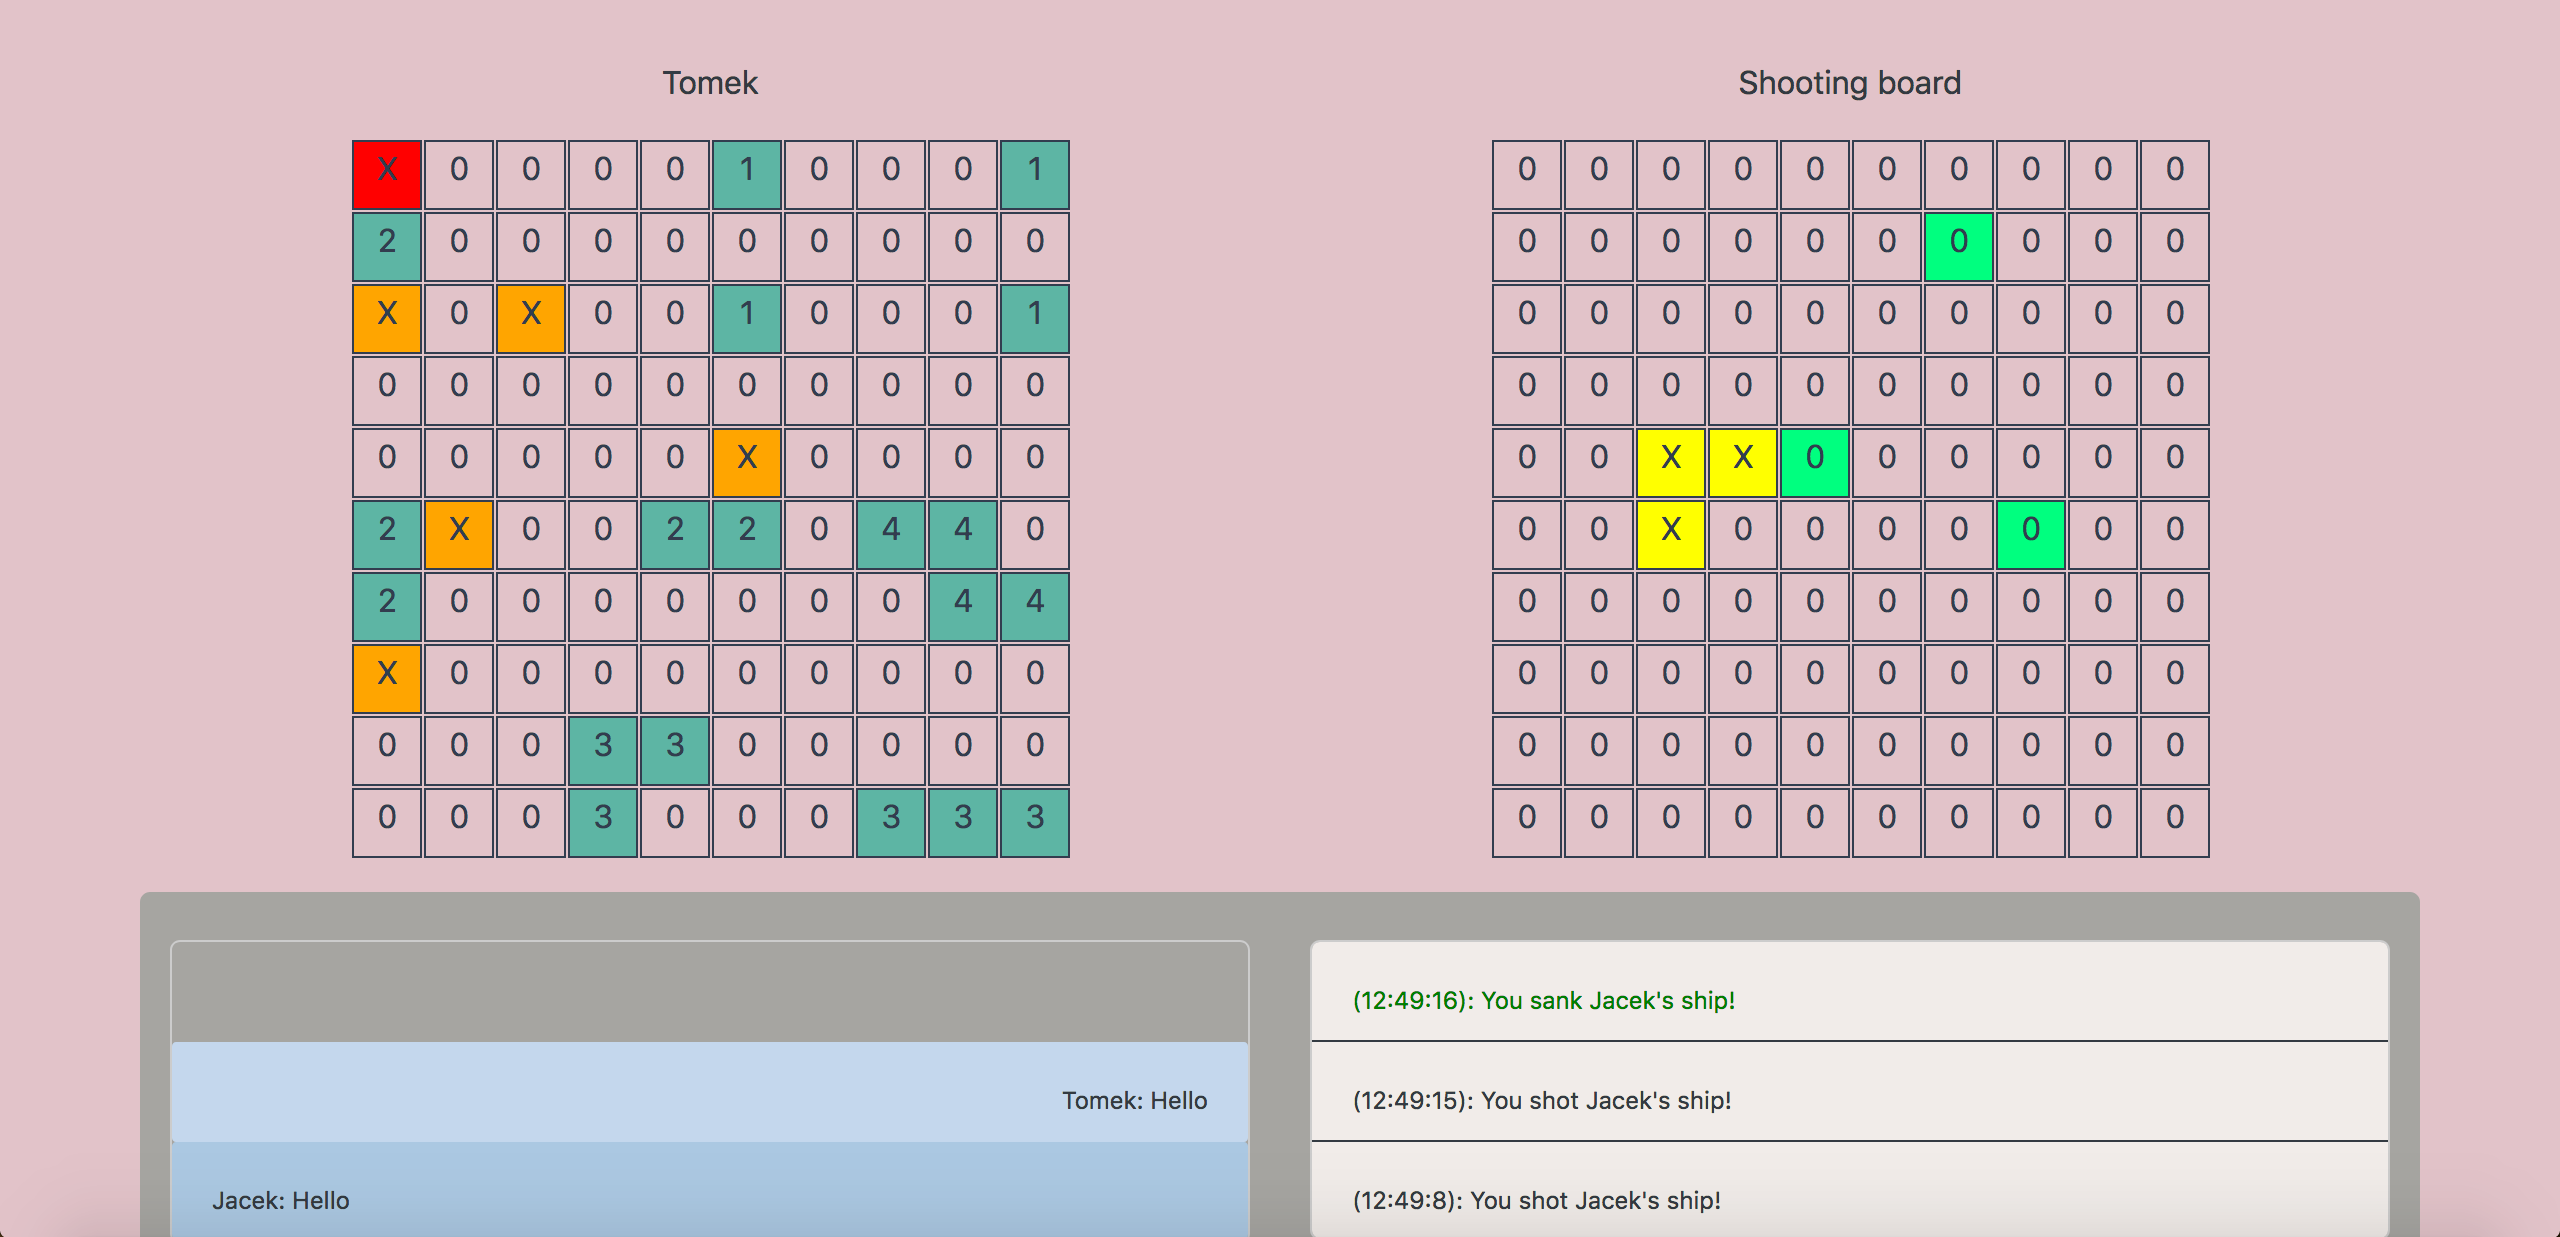 Tomek
X 0 0 0 0 1 0 0 0 1
2 0 0 0 0 0 0 0 0 0
X 0 X 0 0 1 0 0 0 1
0 0 0 0 0 0 0 0 0 0
0 0 0 0 0 X 0 0 0 0
2 X 0 0 2 2 0 4 4 0
2 0 0 0 0 0 0 0 4 4
X 0 0 0 0 0 0 0 0 0
0 0 0 3 3 0 0 0 0 0
0 0 0 3 0 0 0 3 3 3
Shooting board
0 0 0 0 0 0 0 0 0 0
0 0 0 0 0 0 0 0 0 0
0 0 0 0 0 0 0 0 0 0
0 0 0 0 0 0 0 0 0 0
0 0 X X 0 0 0 0 0 0
0 0 X 0 0 0 0 0 0 0
0 0 0 0 0 0 0 0 0 0
0 0 0 0 0 0 0 0 0 0
0 0 0 0 0 0 0 0 0 0
0 0 0 0 0 0 0 0 0 0
Tomek: Hello
Jacek: Hello
(12:49:16): You sank Jacek's ship!
(12:49:15): You shot Jacek's ship!
(12:49:8): You shot Jacek's ship!